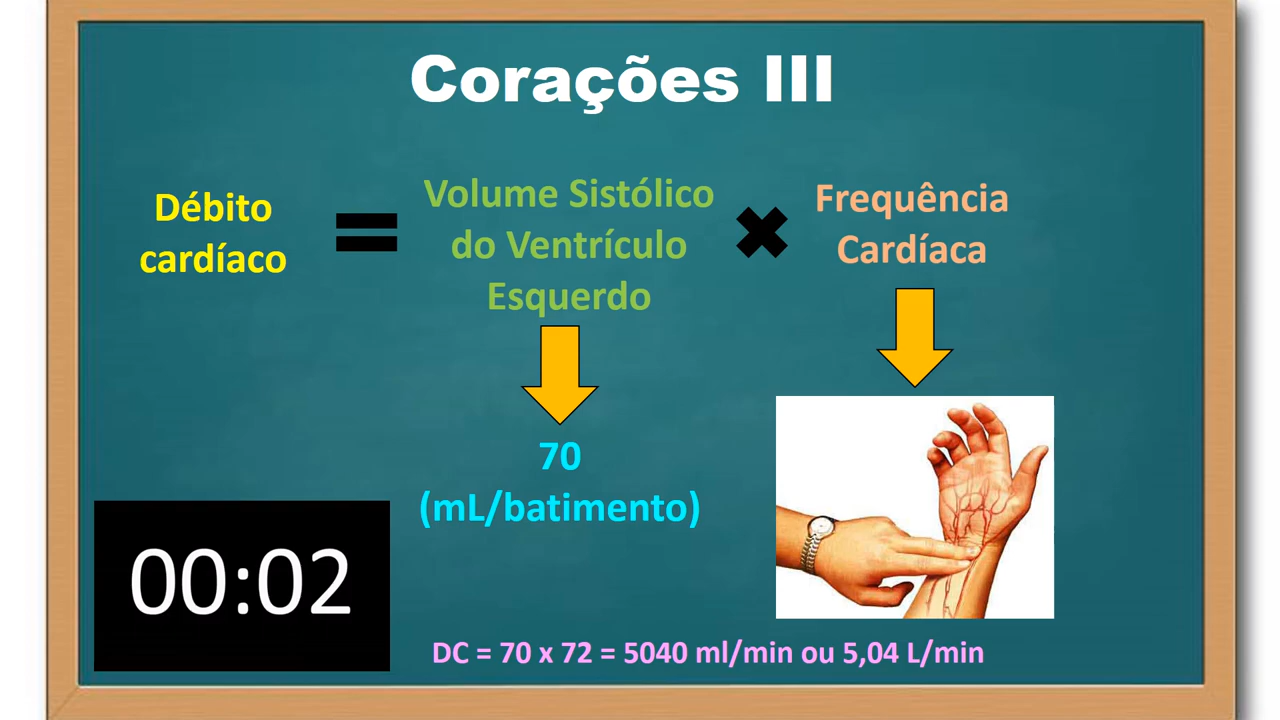 Corações III
Débito
cardíaco
=
Volume Sistólico
do Ventrículo
Esquerdo
×
Frequência
Cardíaca
70
(mL/batimento)
00:02
DC = 70 x 72 = 5040 ml/min ou 5,04 L/min